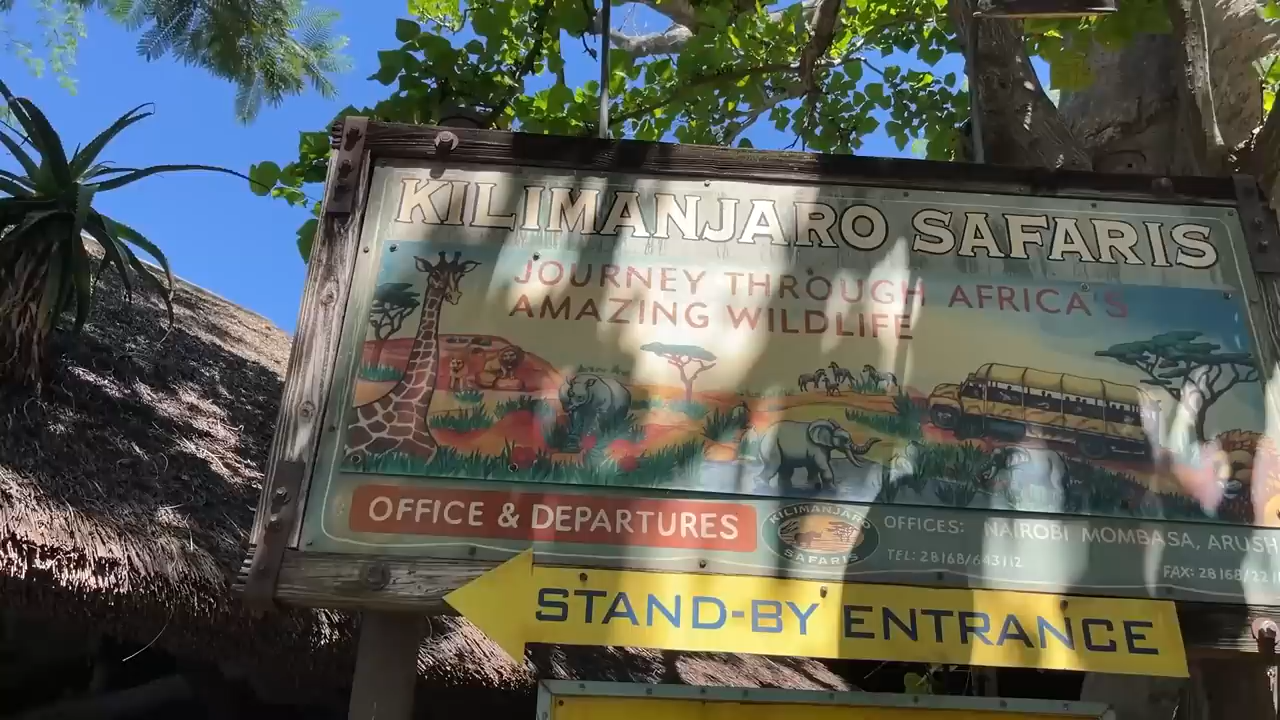 KILIMANJARO SAFARIS
JOURNEY THROUGH AFRICA'S
AMAZING WILDLIFE
OFFICE & DEPARTURES
KILIMANJARO
SAFARIS
OFFICES: NAIROBI MOMBASA, ARUSH
TEL: 28168/643112
FAX: 28168/22
STAND-BY ENTRANCE